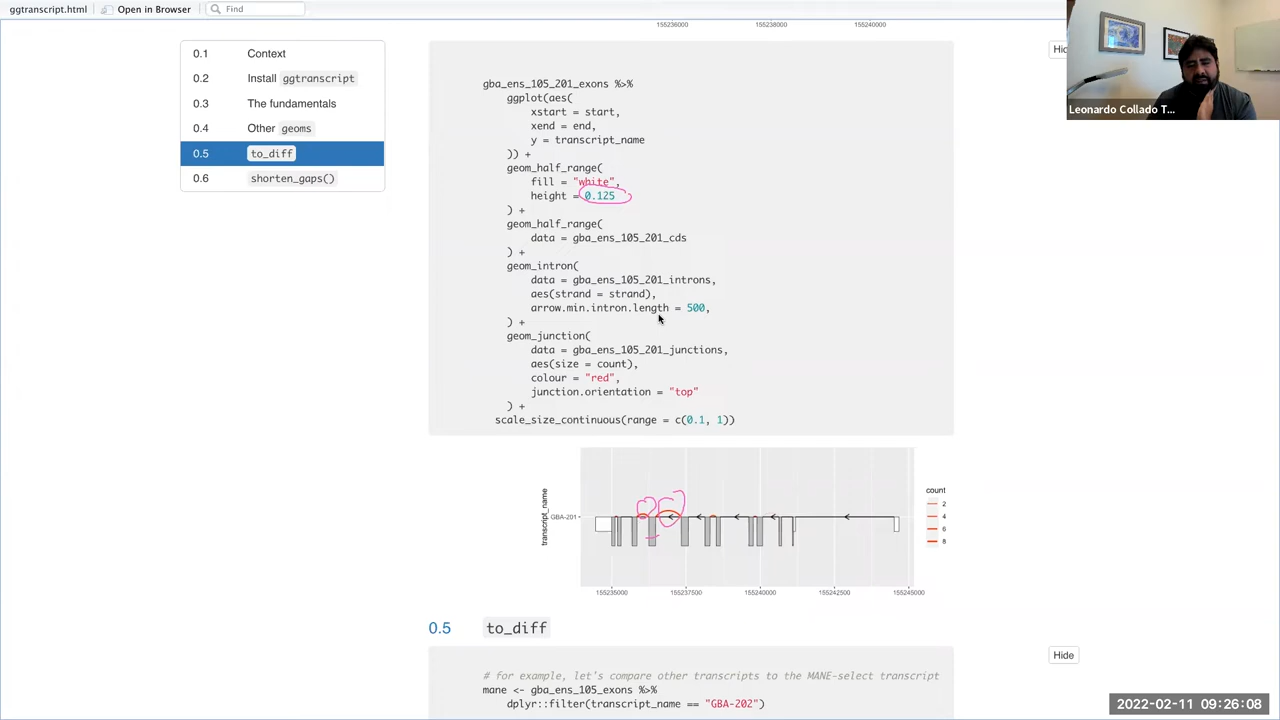 ggtranscript.html
Open in Browser
Find
155236000
155238000
155240000
0.1 Context
0.2 Install ggtranscript
0.3 The fundamentals
0.4 Other geoms
0.5 to_diff
0.6 shorten_gaps()
Leonardo Collado T...
gba_ens_105_201_exons %>%
ggplot(aes(
xstart = start,
xend = end,
y = transcript_name
)) +
geom_half_range(
fill = "white",
height = 0.125
) +
geom_half_range(
data = gba_ens_105_201_cds
) +
geom_intron(
data = gba_ens_105_201_introns,
aes(strand = strand),
arrow.min.intron.length = 500,
) +
geom_junction(
data = gba_ens_105_201_junctions,
aes(size = count),
colour = "red",
junction.orientation = "top"
) +
scale_size_continuous(range = c(0.1, 1))
transcript_name
GBA-201
155235000
155237500
155240000
155242500
155245000
count
2
4
6
8
0.5 to_diff
Hide
# for example, let's compare other transcripts to the MANE-select transcript
mane <- gba_ens_105_exons %>%
dplyr::filter(transcript_name == "GBA-202")
2022-02-11 09:26:08